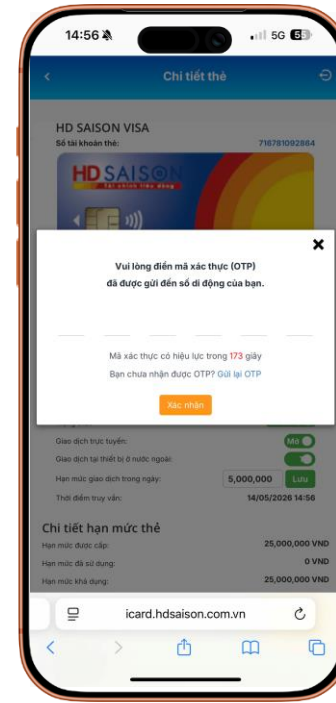 14:56
5G 55
Chi tiết thẻ
HD SAISON VISA
Số tài khoản thẻ: 716781092884
HD SAISON
Tài chính tiêu dùng
Vui lòng điền mã xác thực (OTP)
đã được gửi đến số di động của bạn.
Mã xác thực có hiệu lực trong 173 giây
Bạn chưa nhận được OTP? Gửi lại OTP
Xác nhận
Giao dịch trực tuyến: Mở
Giao dịch tại thiết bị ở nước ngoài:
Hạn mức giao dịch trong ngày: 5,000,000 Lưu
Thời điểm truy vấn: 14/05/2026 14:56
Chi tiết hạn mức thẻ
Hạn mức được cấp: 25,000,000 VND
Hạn mức đã sử dụng: 0 VND
Hạn mức khả dụng: 25,000,000 VND
icard.hdsaison.com.vn